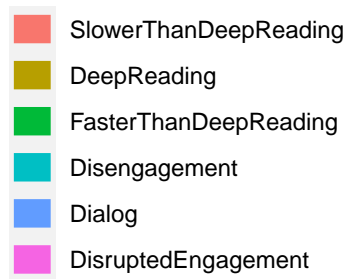 SlowerThanDeepReading
DeepReading
FasterThanDeepReading
Disengagement
Dialog
DisruptedEngagement